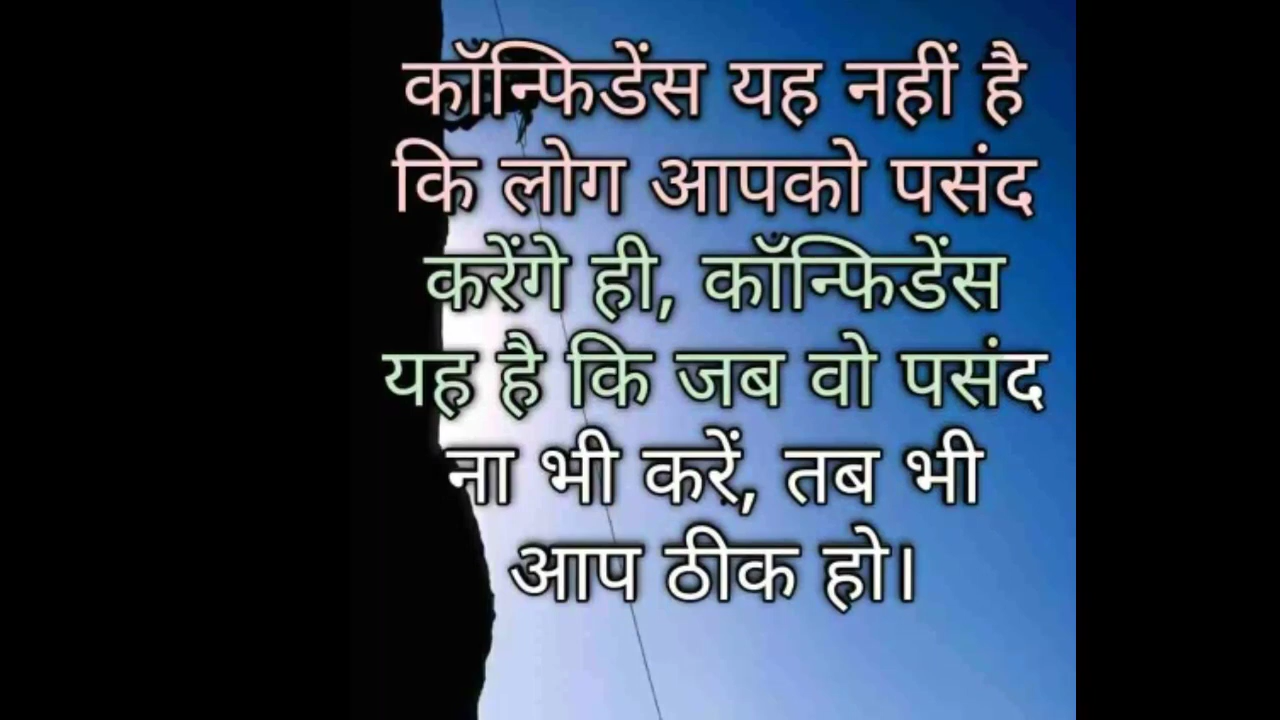 कॉन्फिडेंस यह नहीं है
कि लोग आपको पसंद
करेंगे ही, कॉन्फिडेंस
यह है कि जब वो पसंद
ना भी करें, तब भी
आप ठीक हो।